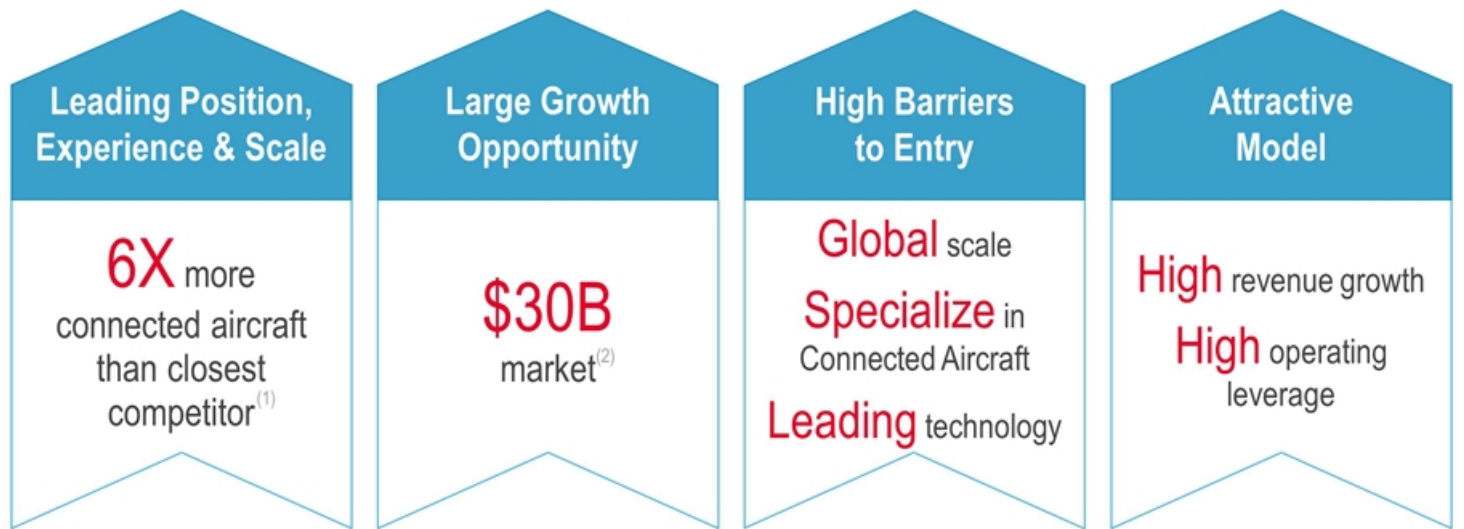 Leading Position,
Experience & Scale
6X more
connected aircraft
than closest
competitor(1)
Large Growth
Opportunity
$30B
market(2)
High Barriers
to Entry
Global scale
Specialize in
Connected Aircraft
Leading technology
Attractive
Model
High revenue growth
High operating
leverage